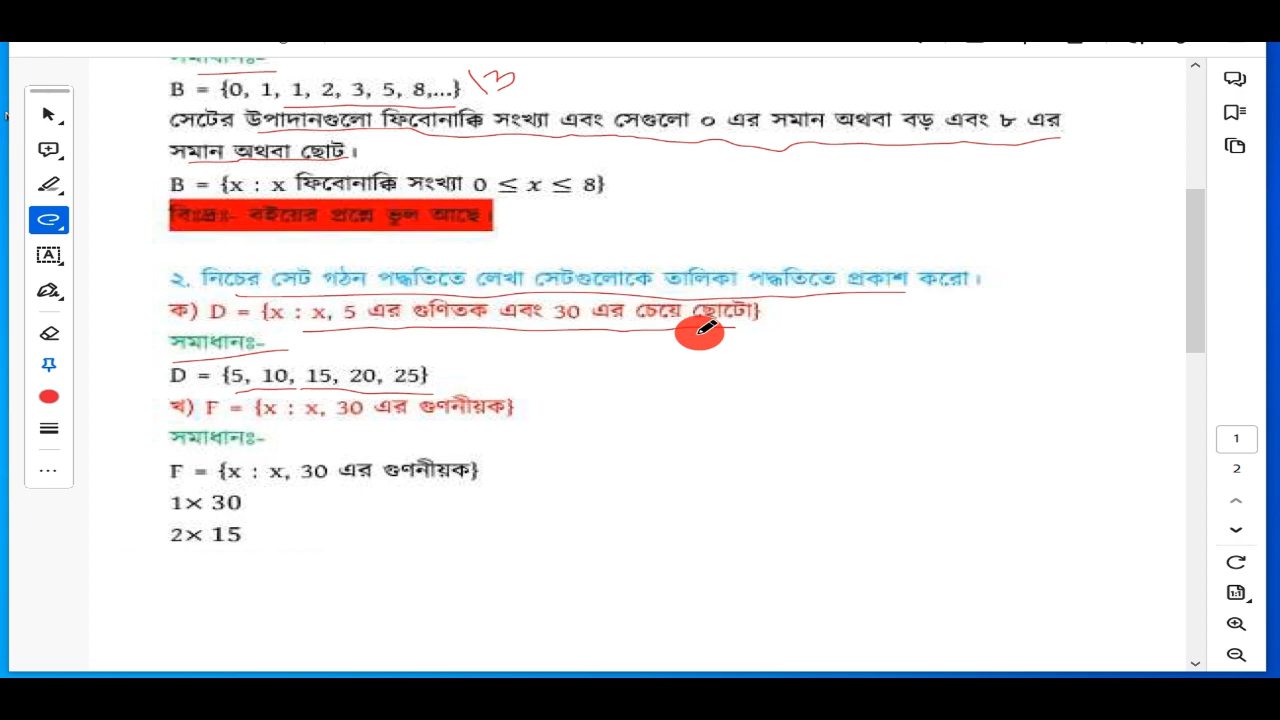 সমাধানঃ-
B = {0, 1, 1, 2, 3, 5, 8,...} 13
সেটের উপাদানগুলো ফিবোনাক্কি সংখ্যা এবং সেগুলো ০ এর সমান অথবা বড় এবং ৮ এর
সমান অথবা ছোট।
B = {x : x ফিবোনাক্কি সংখ্যা 0 ≤ x ≤ 8}
বিঃদ্রঃ- বইয়ের প্রশ্নে ভুল আছে।
২. নিচের সেট গঠন পদ্ধতিতে লেখা সেটগুলোকে তালিকা পদ্ধতিতে প্রকাশ করো।
ক) D = {x : x, 5 এর গুণিতক এবং 30 এর চেয়ে ছোটো}
সমাধানঃ-
D = {5, 10, 15, 20, 25}
খ) F = {x : x, 30 এর গুণনীয়ক}
সমাধানঃ-
F = {x : x, 30 এর গুণনীয়ক}
1× 30
2× 15
1
2